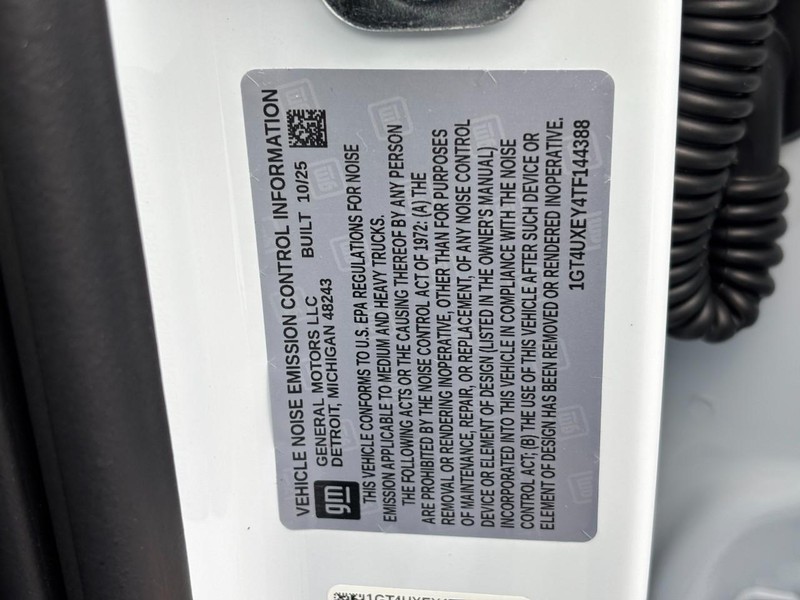 VEHICLE NOISE EMISSION CONTROL INFORMATION
gm
GENERAL MOTORS LLC BUILT 10/25
DETROIT, MICHIGAN 48243
THIS VEHICLE CONFORMS TO U.S. EPA REGULATIONS FOR NOISE
EMISSION APPLICABLE TO MEDIUM AND HEAVY TRUCKS.
THE FOLLOWING ACTS OR THE CAUSING THEREOF BY ANY PERSON
ARE PROHIBITED BY THE NOISE CONTROL ACT OF 1972: (A) THE
REMOVAL OR RENDERING INOPERATIVE, OTHER THAN FOR PURPOSES
OF MAINTENANCE, REPAIR, OR REPLACEMENT, OF ANY NOISE CONTROL
DEVICE OR ELEMENT OF DESIGN (LISTED IN THE OWNER'S MANUAL)
INCORPORATED INTO THIS VEHICLE IN COMPLIANCE WITH THE NOISE
CONTROL ACT; (B) THE USE OF THIS VEHICLE AFTER SUCH DEVICE OR
ELEMENT OF DESIGN HAS BEEN REMOVED OR RENDERED INOPERATIVE.
1GT4UXEY4TF144388